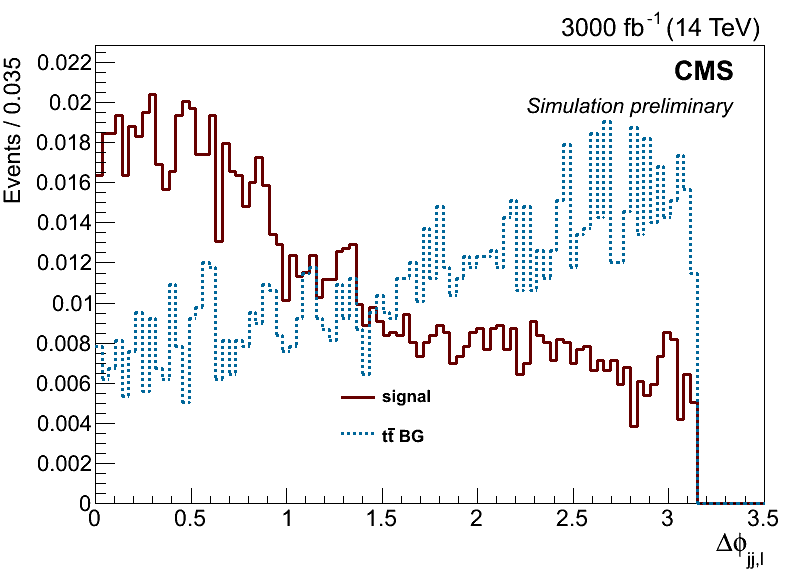 3000 fb⁻¹ (14 TeV)
CMS
Simulation preliminary
Events / 0.035
0.022
0.02
0.018
0.016
0.014
0.012
0.01
0.008
0.006
0.004
0.002
0
signal
tt̅ BG
0 0.5 1 1.5 2 2.5 3 3.5
Δϕjj,l